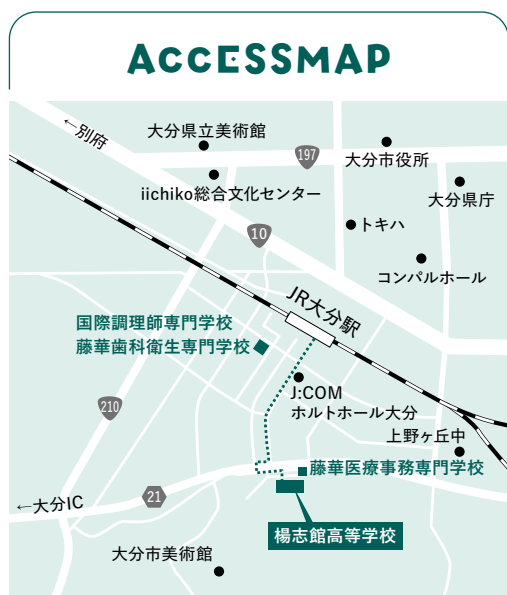 ACCESSMAP
←別府
大分県立美術館
197
大分市役所
iichiko総合文化センター
大分県庁
10
トキハ
コンパルホール
JR大分駅
国際調理師専門学校
藤華歯科衛生専門学校
J:COM
ホルトホール大分
210
上野ヶ丘中
藤華医療事務専門学校
21
←大分IC
楊志館高等学校
大分市美術館